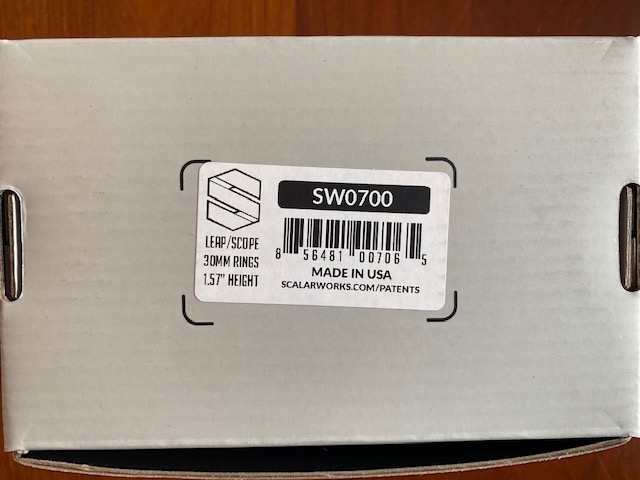 SW0700
LEAP/SCOPE
30MM RINGS
1.57" HEIGHT
8 56481 00706 5
MADE IN USA
SCALARWORKS.COM/PATENTS